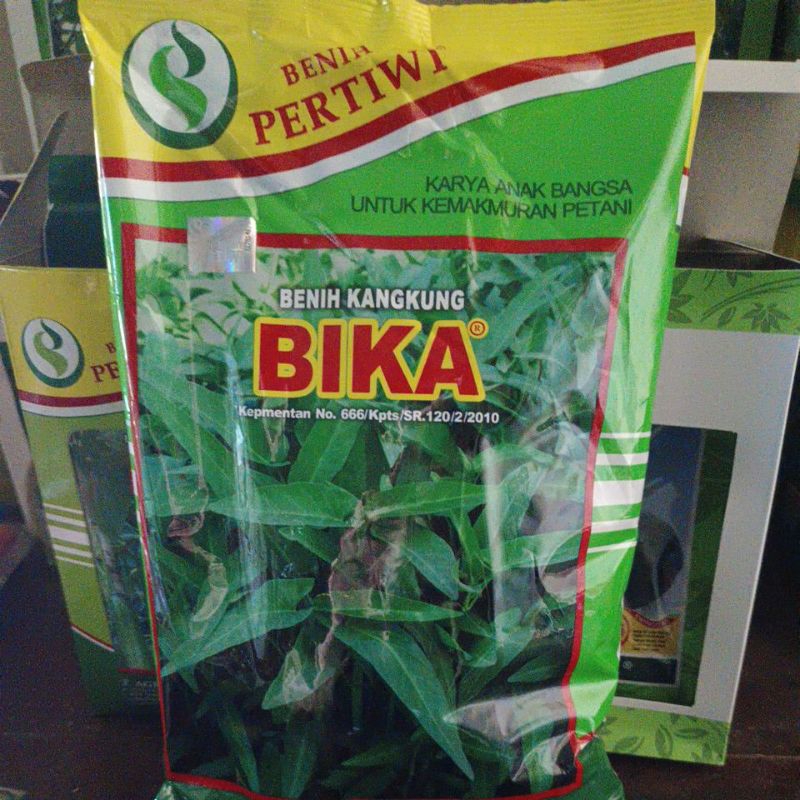 BENIH
PERTIWI
KARYA ANAK BANGSA
UNTUK KEMAKMURAN PETANI
BENIH KANGKUNG
BIKA®
Kepmentan No. 666/Kpts/SR.120/2/2010
B
PE